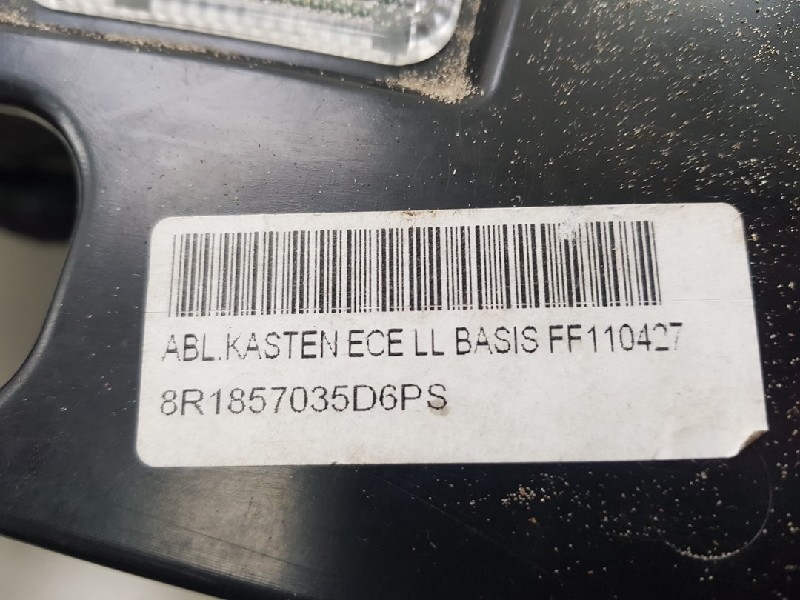 ABL.KASTEN ECE LL BASIS FF110427
8R1857035D6PS